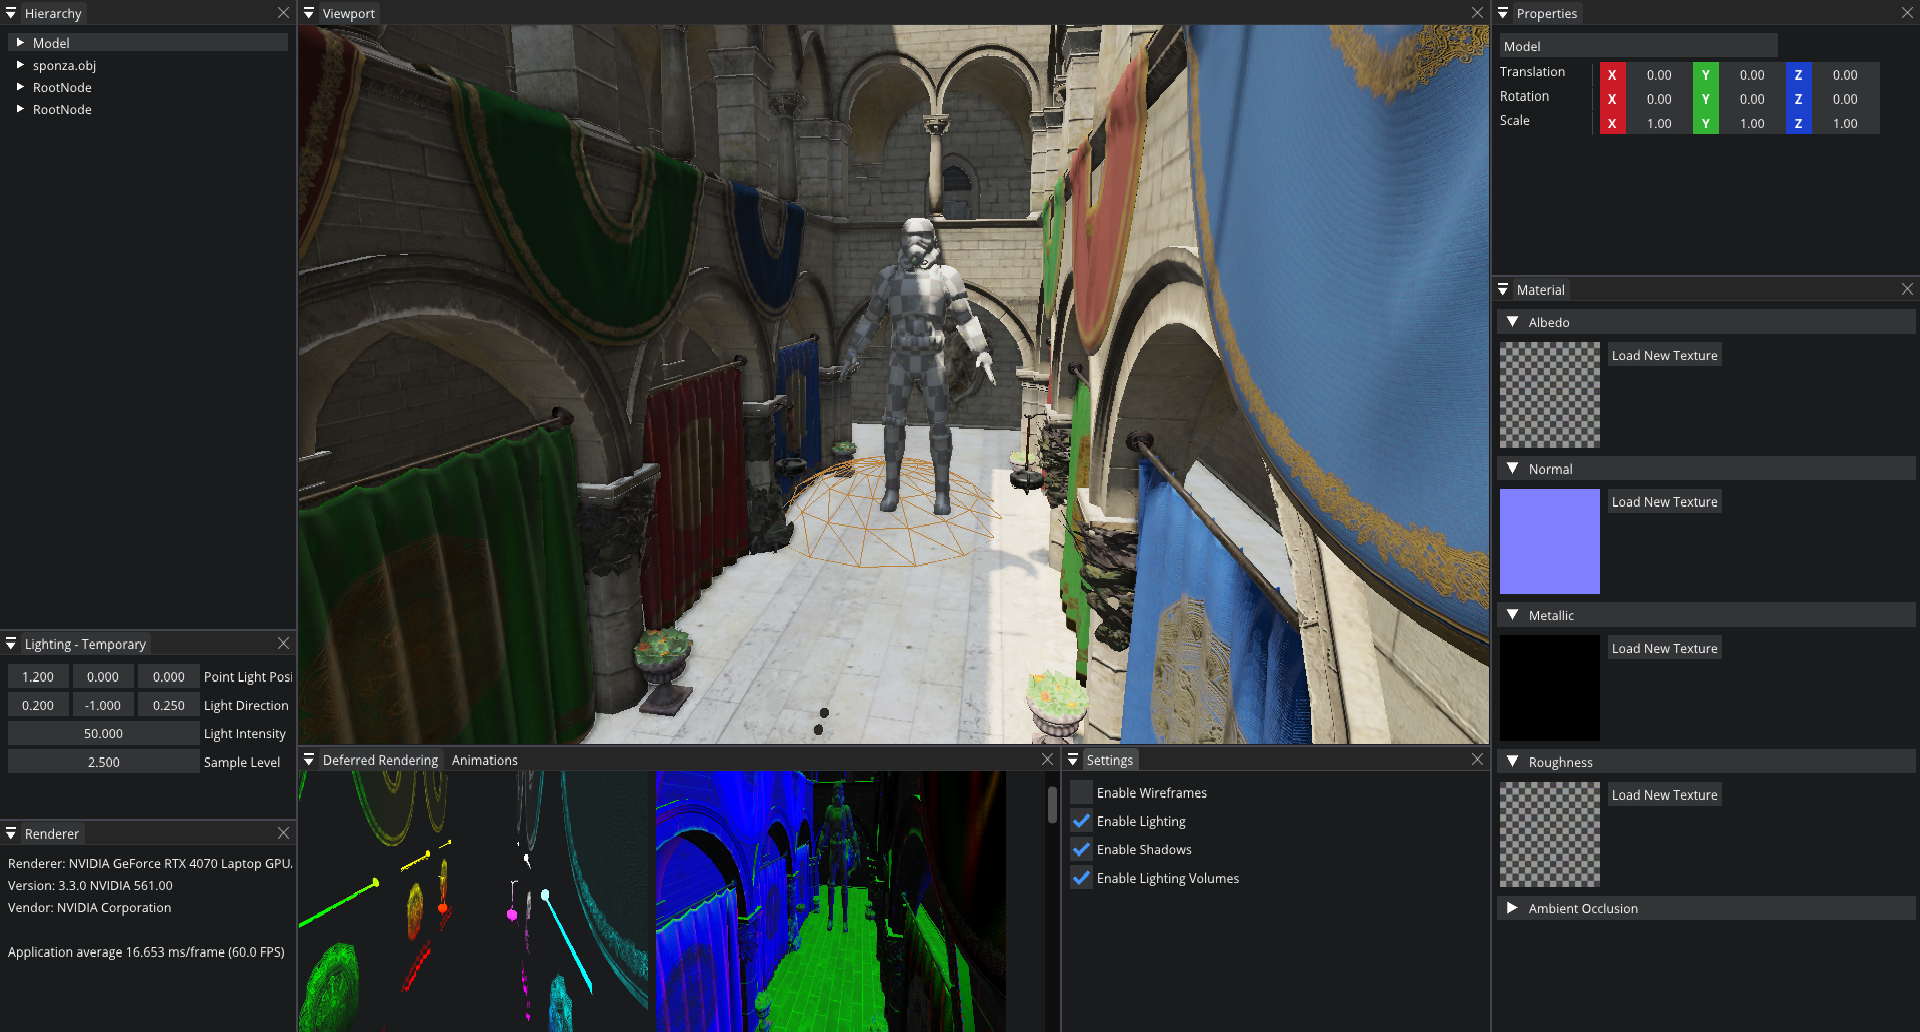 Hierarchy
Model
sponza.obj
RootNode
RootNode
Lighting - Temporary
1.200 0.000 0.000 Point Light Posi
0.200 -1.000 0.250 Light Direction
50.000 Light Intensity
2.500 Sample Level
Renderer
Renderer: NVIDIA GeForce RTX 4070 Laptop GPU
Version: 3.3.0 NVIDIA 561.00
Vendor: NVIDIA Corporation
Application average 16.653 ms/frame (60.0 FPS)
Viewport
Deferred Rendering Animations
Settings
Enable Wireframes
Enable Lighting
Enable Shadows
Enable Lighting Volumes
Properties
Model
Translation X 0.00 Y 0.00 Z 0.00
Rotation X 0.00 Y 0.00 Z 0.00
Scale X 1.00 Y 1.00 Z 1.00
Material
Albedo
Load New Texture
Normal
Load New Texture
Metallic
Load New Texture
Roughness
Load New Texture
Ambient Occlusion